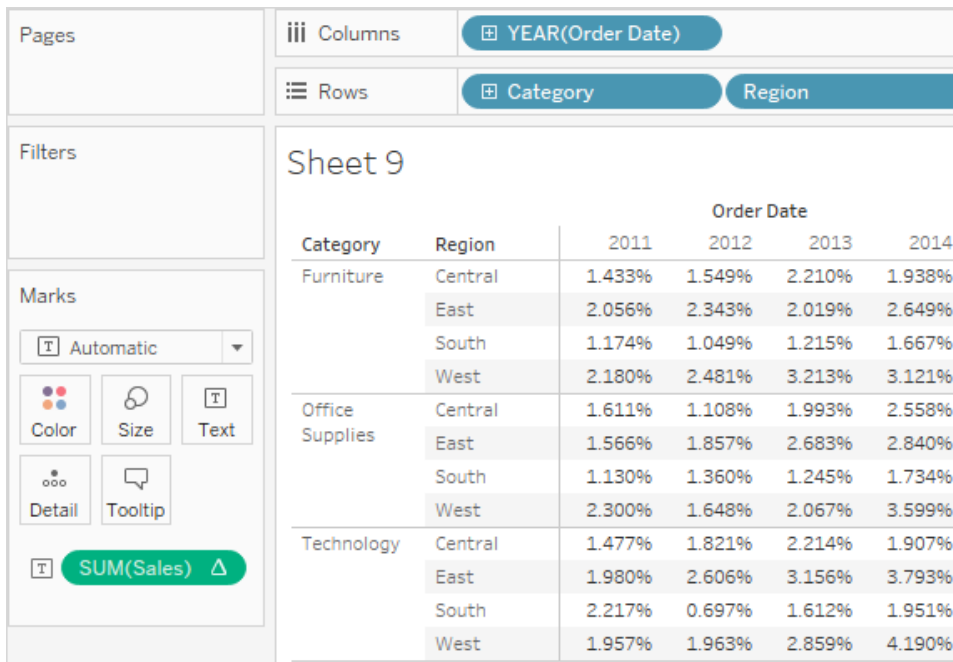 Pages
Columns YEAR(Order Date)
Rows Category Region
Filters
Marks
Automatic
Color Size Text
Detail Tooltip
SUM(Sales) Δ
Sheet 9
Order Date
Category Region 2011 2012 2013 2014
Furniture Central 1.433% 1.549% 2.210% 1.938%
East 2.056% 2.343% 2.019% 2.649%
South 1.174% 1.049% 1.215% 1.667%
West 2.180% 2.481% 3.213% 3.121%
Office Supplies Central 1.611% 1.108% 1.993% 2.558%
East 1.566% 1.857% 2.683% 2.840%
South 1.130% 1.360% 1.245% 1.734%
West 2.300% 1.648% 2.067% 3.599%
Technology Central 1.477% 1.821% 2.214% 1.907%
East 1.980% 2.606% 3.156% 3.793%
South 2.217% 0.697% 1.612% 1.951%
West 1.957% 1.963% 2.859% 4.190%